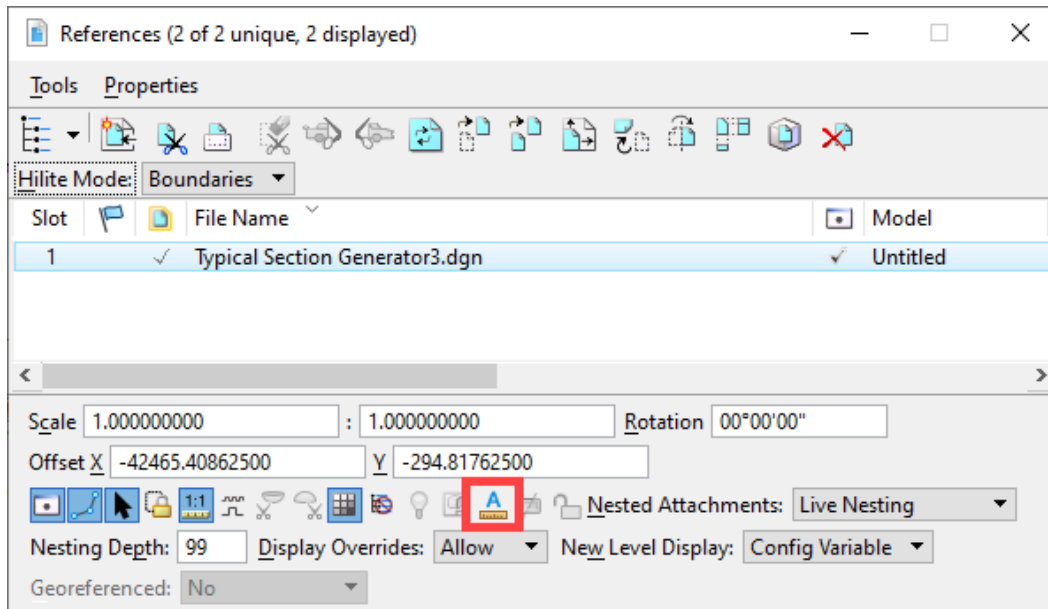 References (2 of 2 unique, 2 displayed)
Tools Properties
Hilite Mode: Boundaries
Slot File Name Model
1 Typical Section Generator3.dgn Untitled
Scale 1.000000000 : 1.000000000 Rotation 00°00'00"
Offset X -42465.40862500 Y -294.81762500
1:1 A Nested Attachments: Live Nesting
Nesting Depth: 99 Display Overrides: Allow New Level Display: Config Variable
Georeferenced: No